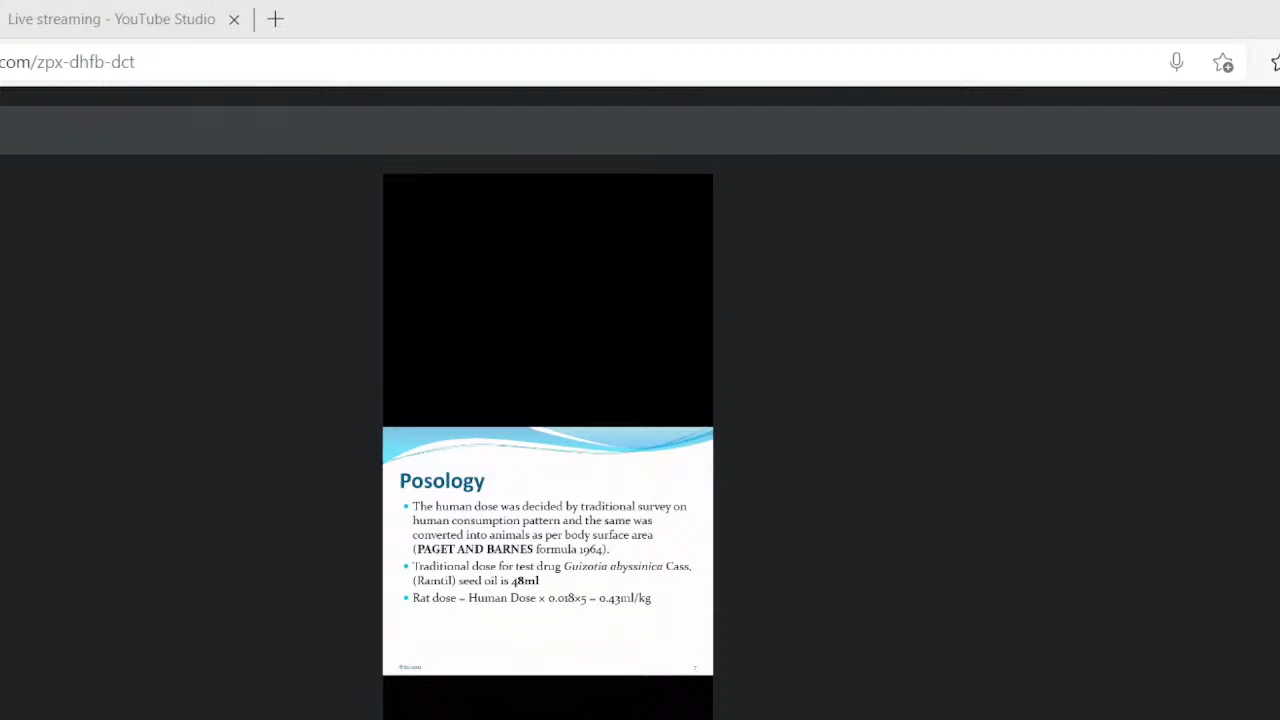 Live streaming - YouTube Studio
com/zpx-dhfb-dct
Posology
• The human dose was decided by traditional survey on
human consumption pattern and the same was
converted into animals as per body surface area
(PAGET AND BARNES formula 1964).
• Traditional dose for test drug Guizotia abyssinica Cass,
(Ramtil) seed oil is 48ml
• Rat dose = Human Dose × 0.018×5 = 0.43ml/kg
7